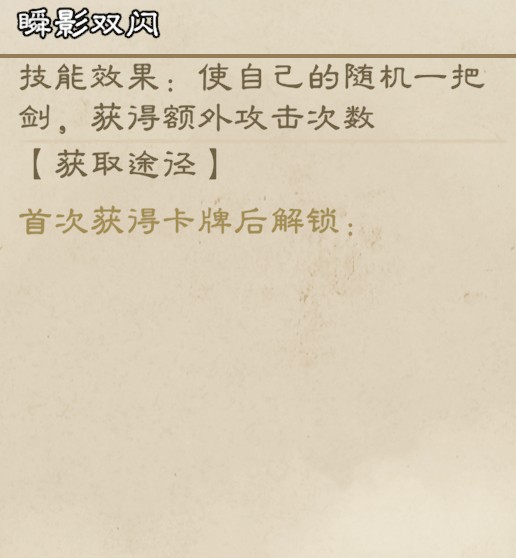 瞬影双闪
技能效果：使自己的随机一把
剑，获得额外攻击次数
【获取途径】
首次获得卡牌后解锁：